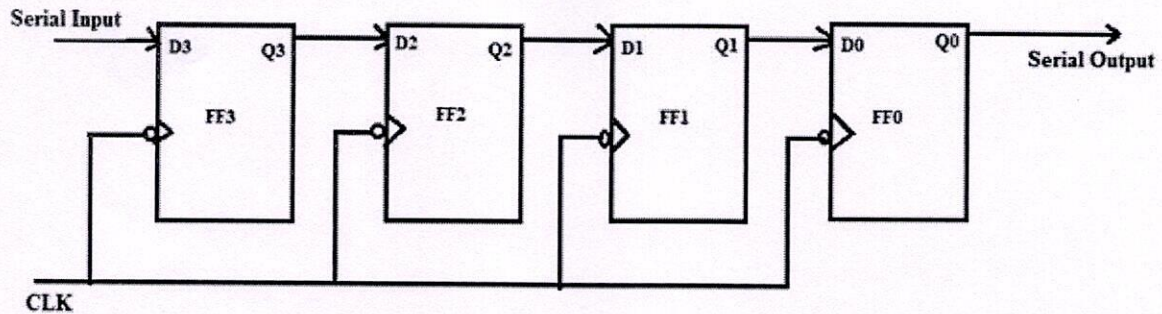 Serial Input
D3 Q3 D2 Q2 D1 Q1 D0 Q0
Serial Output
FF3 FF2 FF1 FF0
CLK